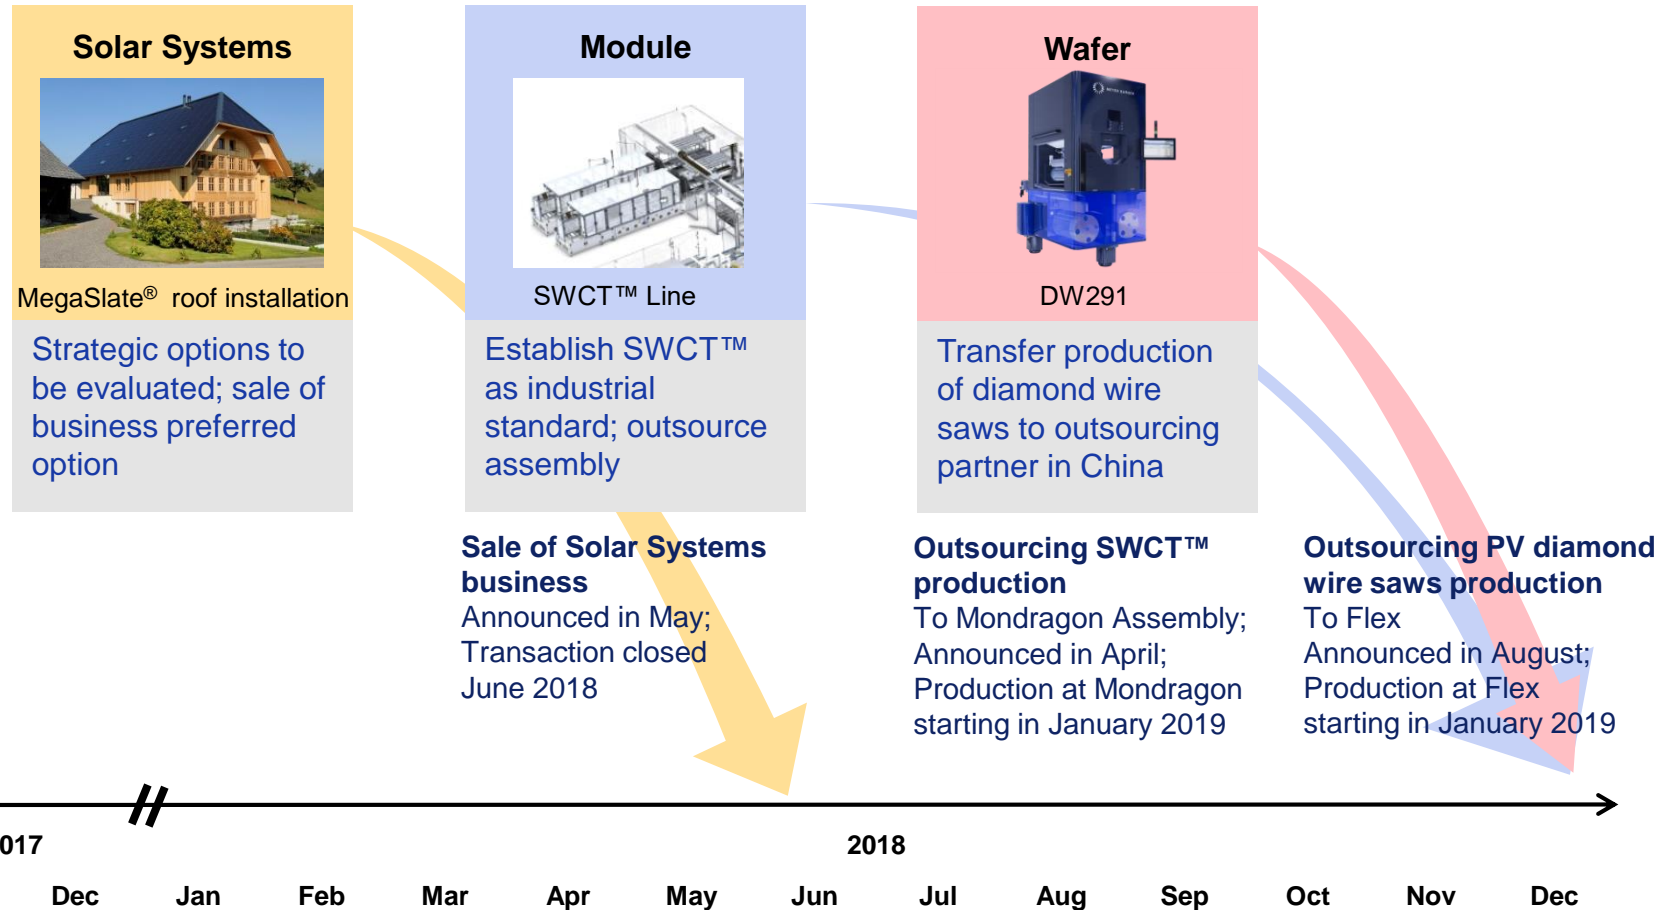 Solar Systems
MegaSlate® roof installation
Strategic options to
be evaluated; sale of
business preferred
option
Module
SWCT™ Line
Establish SWCT™
as industrial
standard; outsource
assembly
Wafer
MEYER BURGER
DW291
Transfer production
of diamond wire
saws to outsourcing
partner in China
Sale of Solar Systems
business
Announced in May;
Transaction closed
June 2018
Outsourcing SWCT™
production
To Mondragon Assembly;
Announced in April;
Production at Mondragon
starting in January 2019
Outsourcing PV diamond
wire saws production
To Flex
Announced in August;
Production at Flex
starting in January 2019
017 2018
Dec Jan Feb Mar Apr May Jun Jul Aug Sep Oct Nov Dec